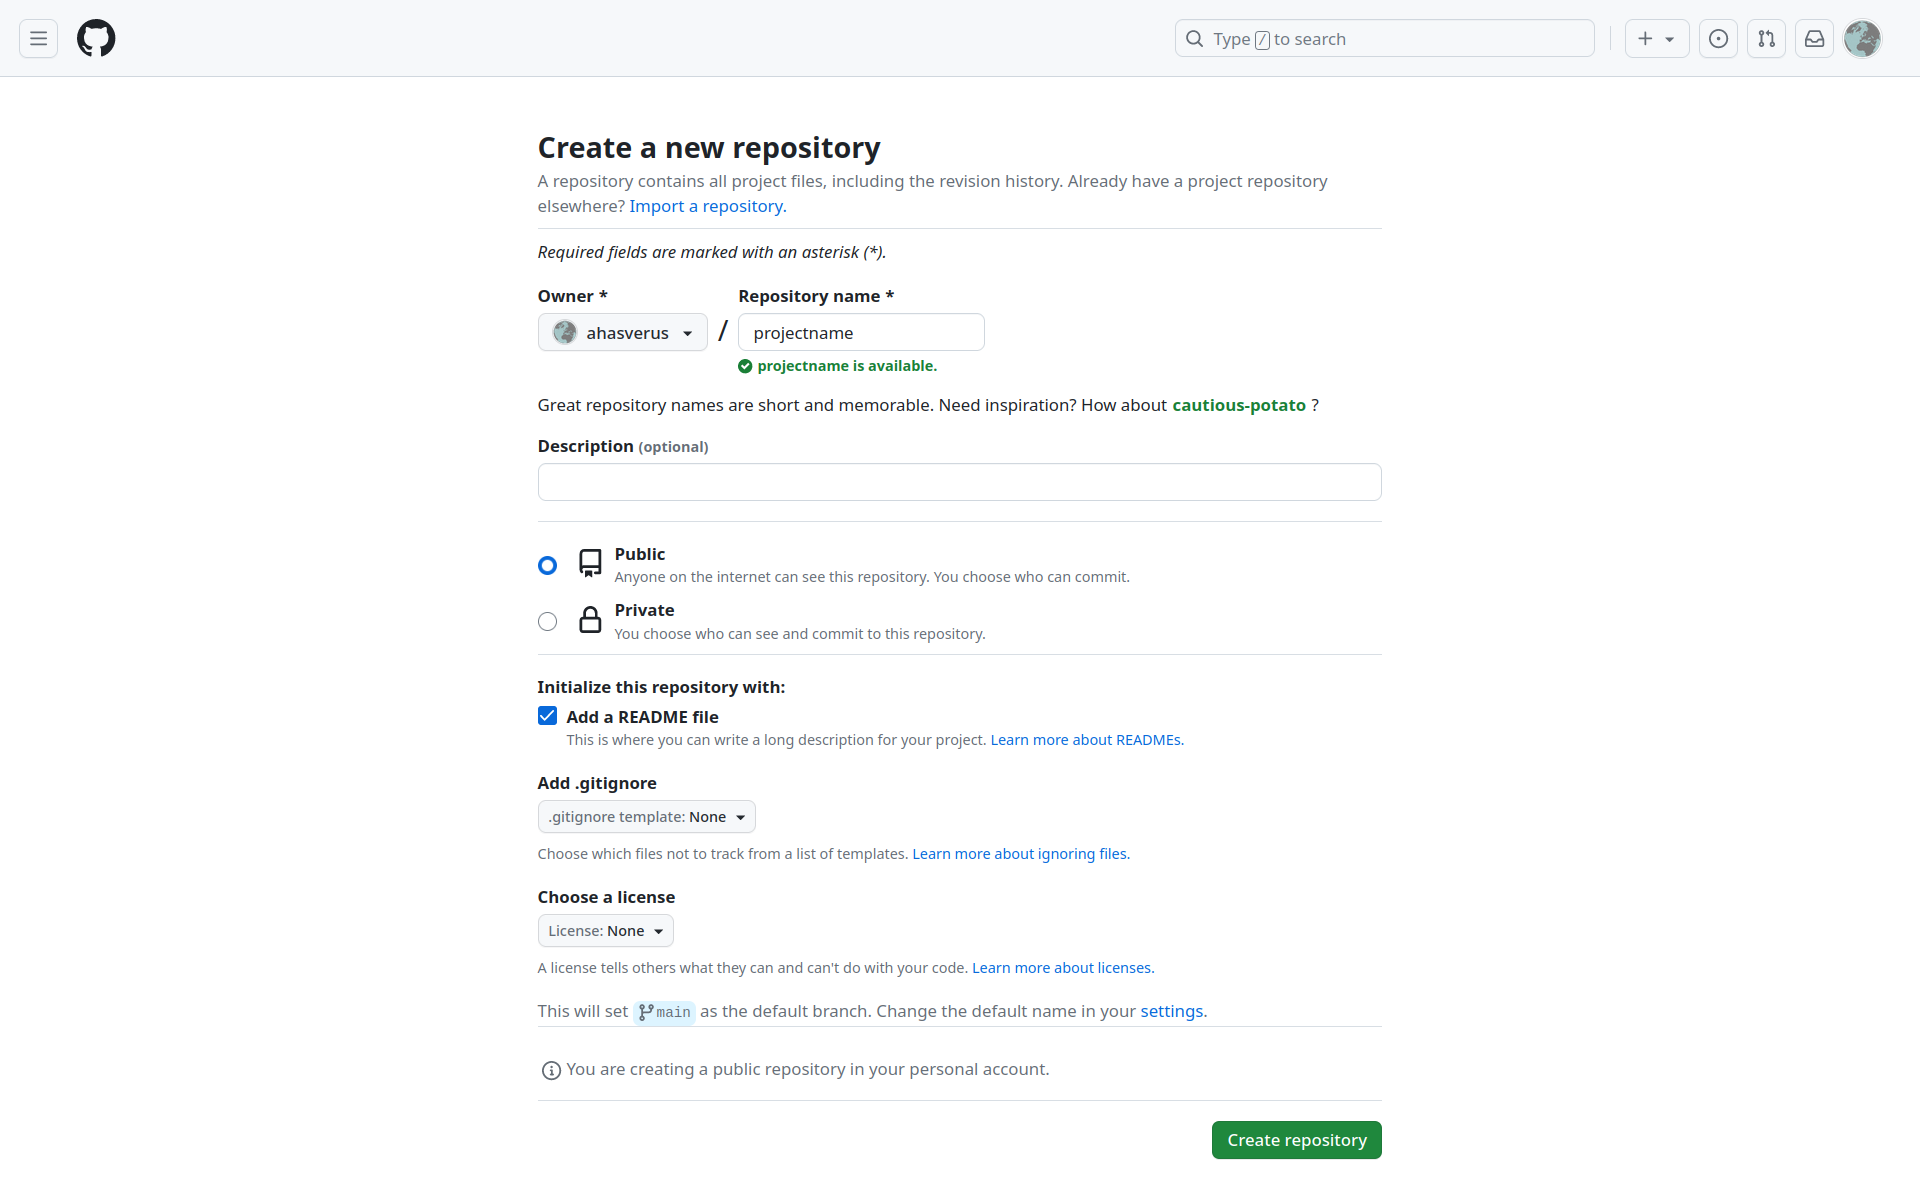 Type / to search
Create a new repository
A repository contains all project files, including the revision history. Already have a project repository
elsewhere? Import a repository.
Required fields are marked with an asterisk (*).
Owner *
Repository name *
ahasverus
/
projectname
projectname is available.
Great repository names are short and memorable. Need inspiration? How about cautious-potato ?
Description (optional)
Public
Anyone on the internet can see this repository. You choose who can commit.
Private
You choose who can see and commit to this repository.
Initialize this repository with:
Add a README file
This is where you can write a long description for your project. Learn more about READMEs.
Add .gitignore
.gitignore template: None
Choose which files not to track from a list of templates. Learn more about ignoring files.
Choose a license
License: None
A license tells others what they can and can't do with your code. Learn more about licenses.
This will set main as the default branch. Change the default name in your settings.
You are creating a public repository in your personal account.
Create repository